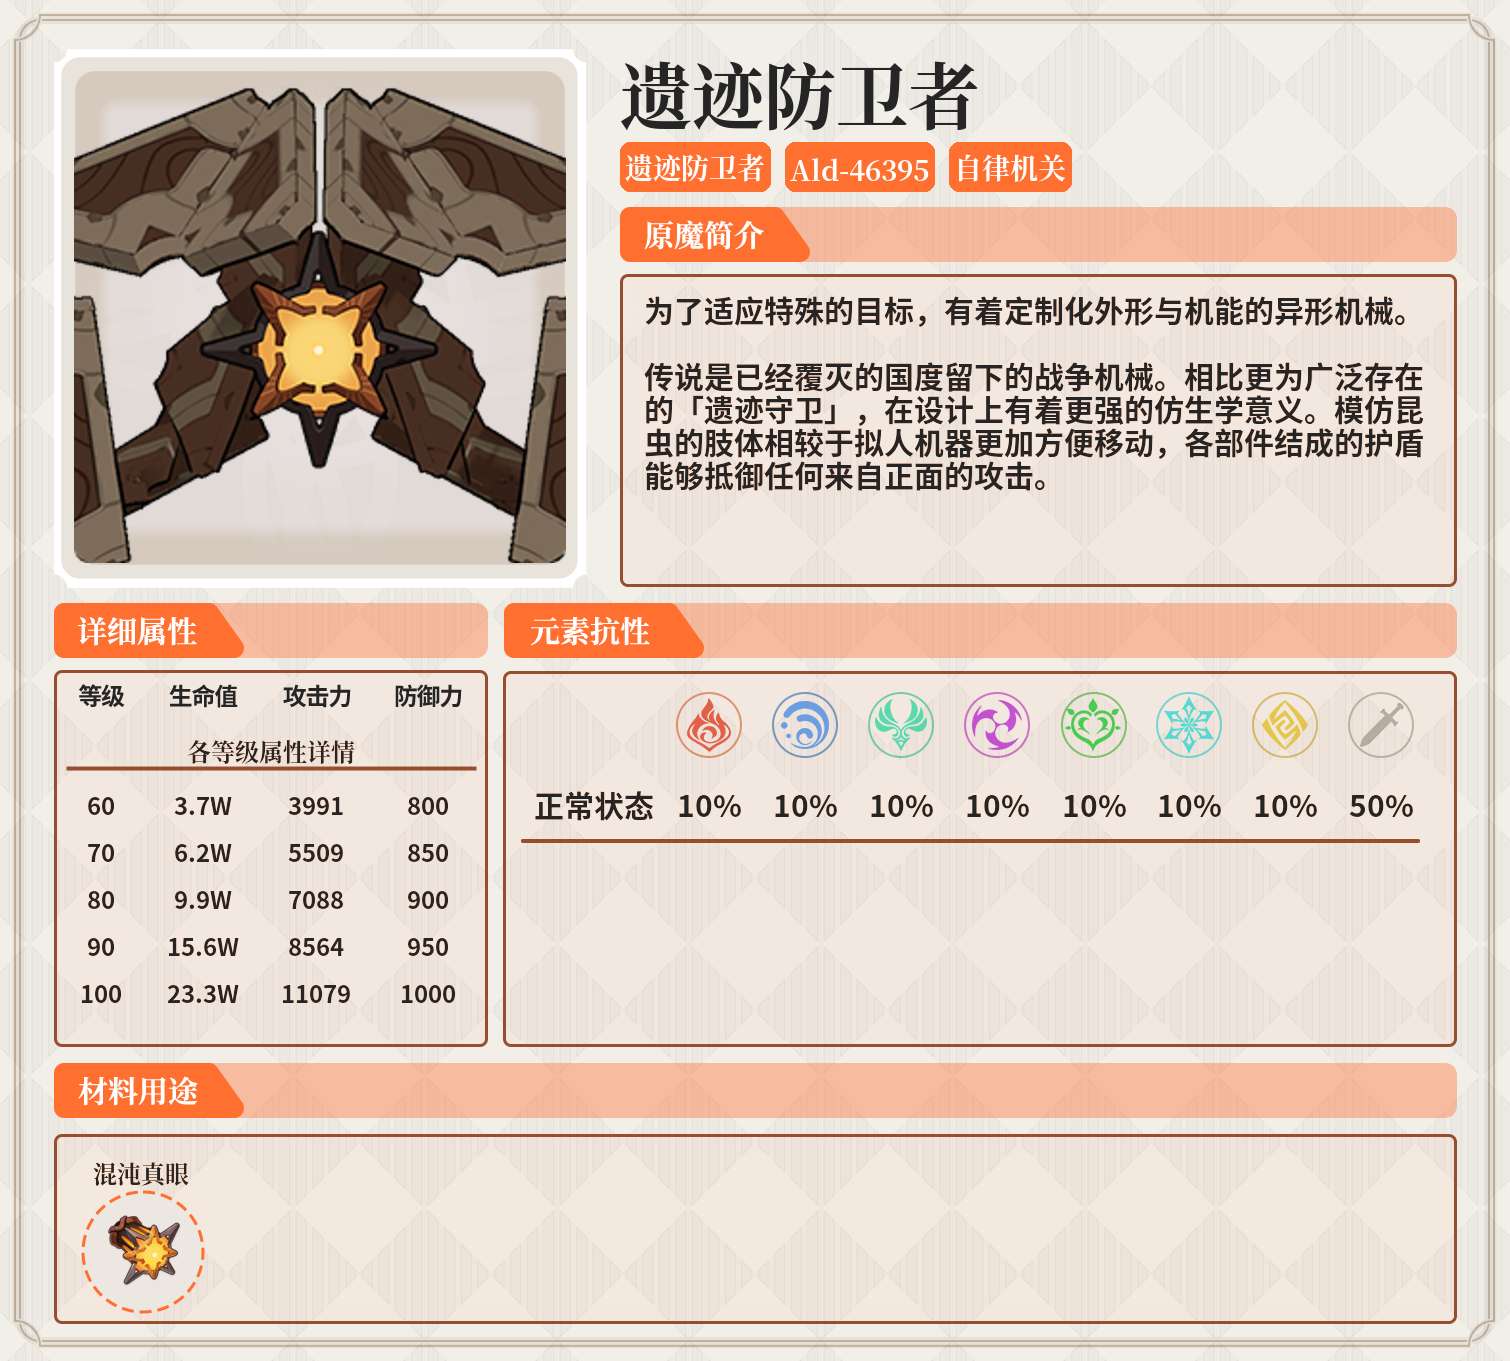 遗迹防卫者
遗迹防卫者 Ald-46395 自律机关
原魔简介
为了适应特殊的目标，有着定制化外形与机能的异形机械。
传说是已经覆灭的国度留下的战争机械。相比更为广泛存在
的「遗迹守卫」，在设计上有着更强的仿生学意义。模仿昆
虫的肢体相较于拟人机器更加方便移动，各部件结成的护盾
能够抵御任何来自正面的攻击。
详细属性
等级 生命值 攻击力 防御力
各等级属性详情
60 3.7W 3991 800
70 6.2W 5509 850
80 9.9W 7088 900
90 15.6W 8564 950
100 23.3W 11079 1000
元素抗性
正常状态 10% 10% 10% 10% 10% 10% 10% 50%
材料用途
混沌真眼